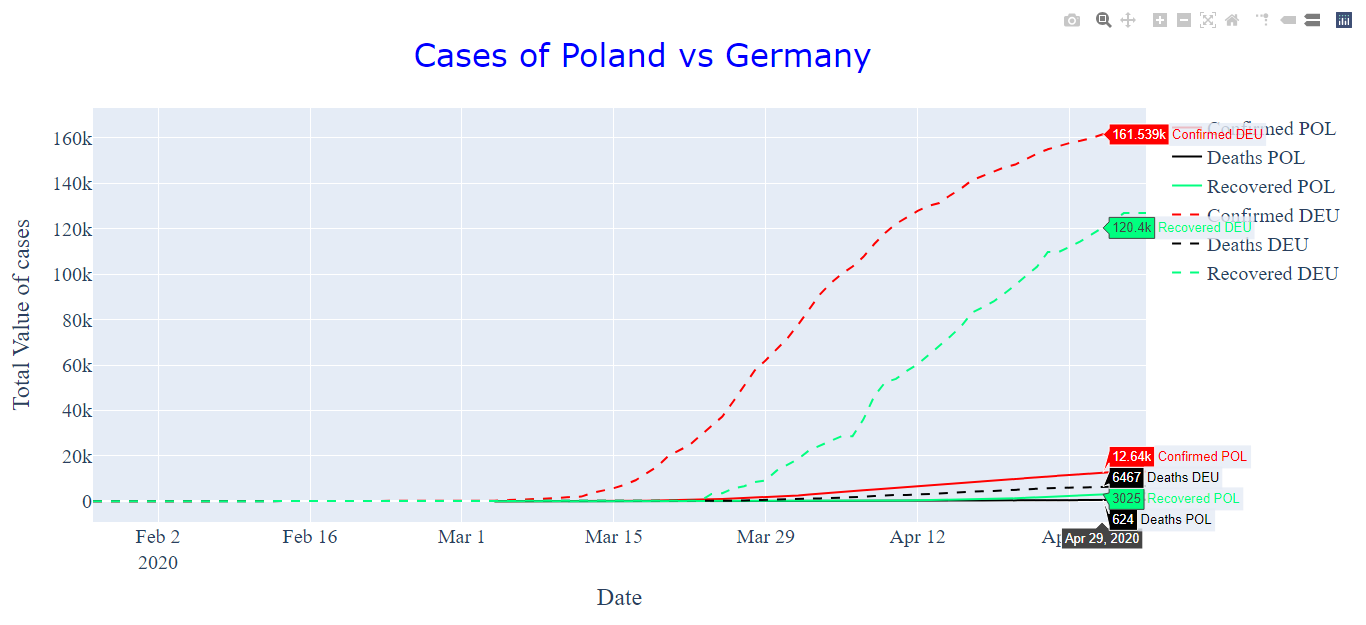 Cases of Poland vs Germany
Total Value of cases
160k
140k
120k
100k
80k
60k
40k
20k
0
Feb 2
2020
Feb 16
Mar 1
Mar 15
Mar 29
Apr 12
Apr 29, 2020
Date
161.539k Confirmed DEU
120.4k Recovered DEU
12.64k Confirmed POL
6467 Deaths DEU
3025 Recovered POL
624 Deaths POL
Confirmed POL
Deaths POL
Recovered POL
Confirmed DEU
Deaths DEU
Recovered DEU